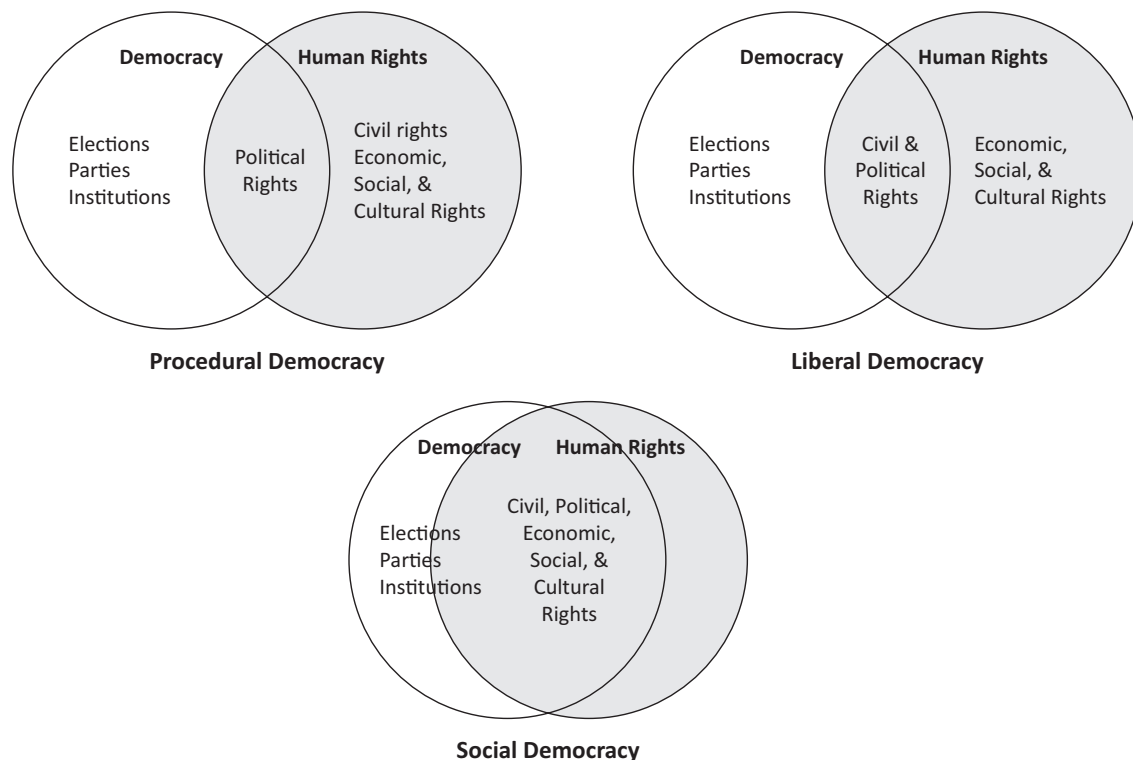 Democracy
Human Rights
Elections
Parties
Institutions
Political
Rights
Civil rights
Economic,
Social, &
Cultural Rights
Procedural Democracy
Democracy
Human Rights
Elections
Parties
Institutions
Civil &
Political
Rights
Economic,
Social, &
Cultural Rights
Liberal Democracy
Democracy
Human Rights
Elections
Parties
Institutions
Civil, Political,
Economic,
Social, &
Cultural
Rights
Social Democracy